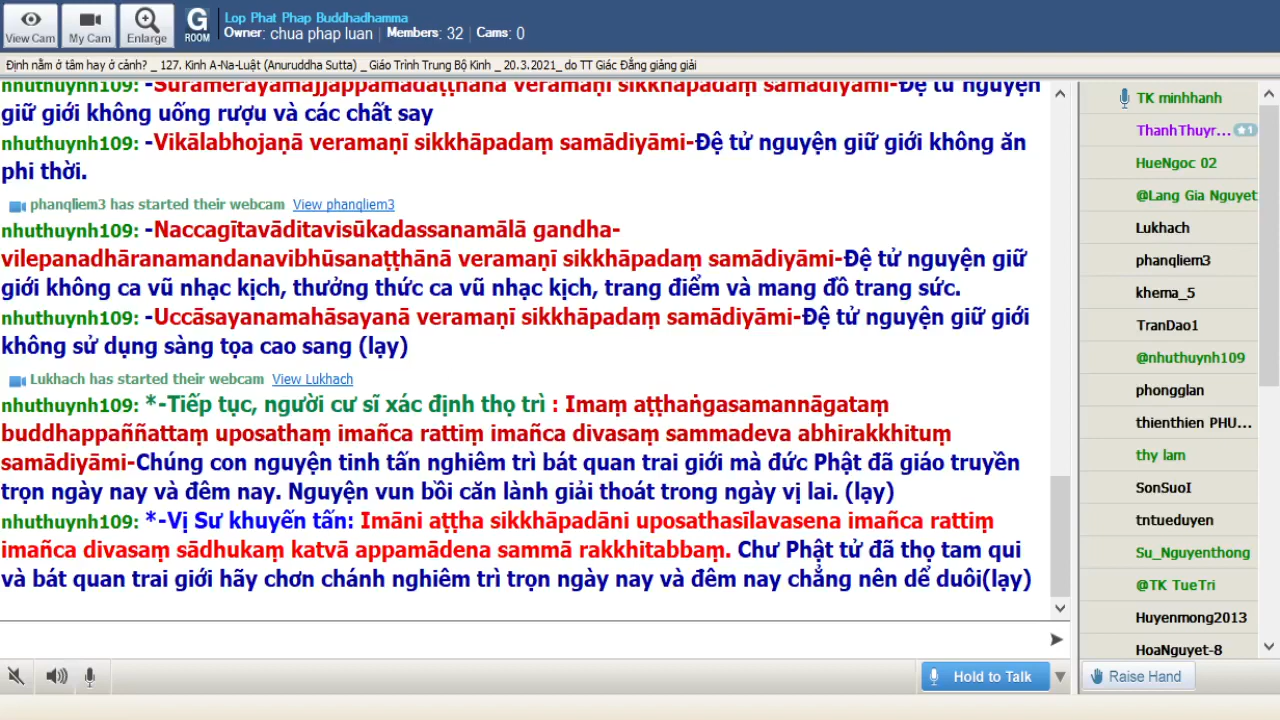 View Cam
My Cam
Enlarge
G
ROOM
Lop Phat Phap Buddhadhamma
Owner: chua phap luan | Members: 32 | Cams: 0
Định nằm ở tâm hay ở cảnh? _ 127. Kinh A-Na-Luật (Anuruddha Sutta) _ Giáo Trình Trung Bộ Kinh _ 20.3.2021_ do TT Giác Đẳng giảng giải
nhuthuynh109: -Surāmerayamajjappamādaṭṭhānā veramaṇī sikkhāpadaṃ samādiyāmi-Đệ tử nguyện
giữ giới không uống rượu và các chất say
nhuthuynh109: -Vikālabhojaṇā veramaṇī sikkhāpadaṃ samādiyāmi-Đệ tử nguyện giữ giới không ăn
phi thời.
phanqliem3 has started their webcam View phanqliem3
nhuthuynh109: -Naccagītavāditavisūkadassanamālā gandha-
vilepanadhāranamandanavibhūsanaṭṭhānā veramaṇī sikkhāpadaṃ samādiyāmi-Đệ tử nguyện giữ
giới không ca vũ nhạc kịch, thưởng thức ca vũ nhạc kịch, trang điểm và mang đồ trang sức.
nhuthuynh109: -Uccāsayanamahāsayanā veramaṇī sikkhāpadaṃ samādiyāmi-Đệ tử nguyện giữ giới
không sử dụng sàng tọa cao sang (lạy)
Lukhach has started their webcam View Lukhach
nhuthuynh109: *-Tiếp tục, người cư sĩ xác định thọ trì : Imaṃ aṭṭhaṅgasamannāgataṃ
buddhappaññattaṃ uposathaṃ imañca rattiṃ imañca divasaṃ sammadeva abhirakkhituṃ
samādiyāmi-Chúng con nguyện tinh tấn nghiêm trì bát quan trai giới mà đức Phật đã giáo truyền
trọn ngày nay và đêm nay. Nguyện vun bồi căn lành giải thoát trong ngày vị lai. (lạy)
nhuthuynh109: *-Vị Sư khuyến tấn: Imāni aṭṭha sikkhāpadāni uposathasīlavasena imañca rattiṃ
imañca divasaṃ sādhukaṃ katvā appamādena sammā rakkhitabbaṃ. Chư Phật tử đã thọ tam qui
và bát quan trai giới hãy chơn chánh nghiêm trì trọn ngày nay và đêm nay chẳng nên dể duôi(lạy)
Hold to Talk
TK minhhanh
ThanhThuyr... 1
HueNgoc 02
@Lang Gia Nguyet
Lukhach
phanqliem3
khema_5
TranDao1
@nhuthuynh109
phongglan
thienthien PHU...
thy lam
SonSuoI
tntueduyen
Su_Nguyenthong
@TK TueTri
Huyenmong2013
HoaNguyet-8
Raise Hand